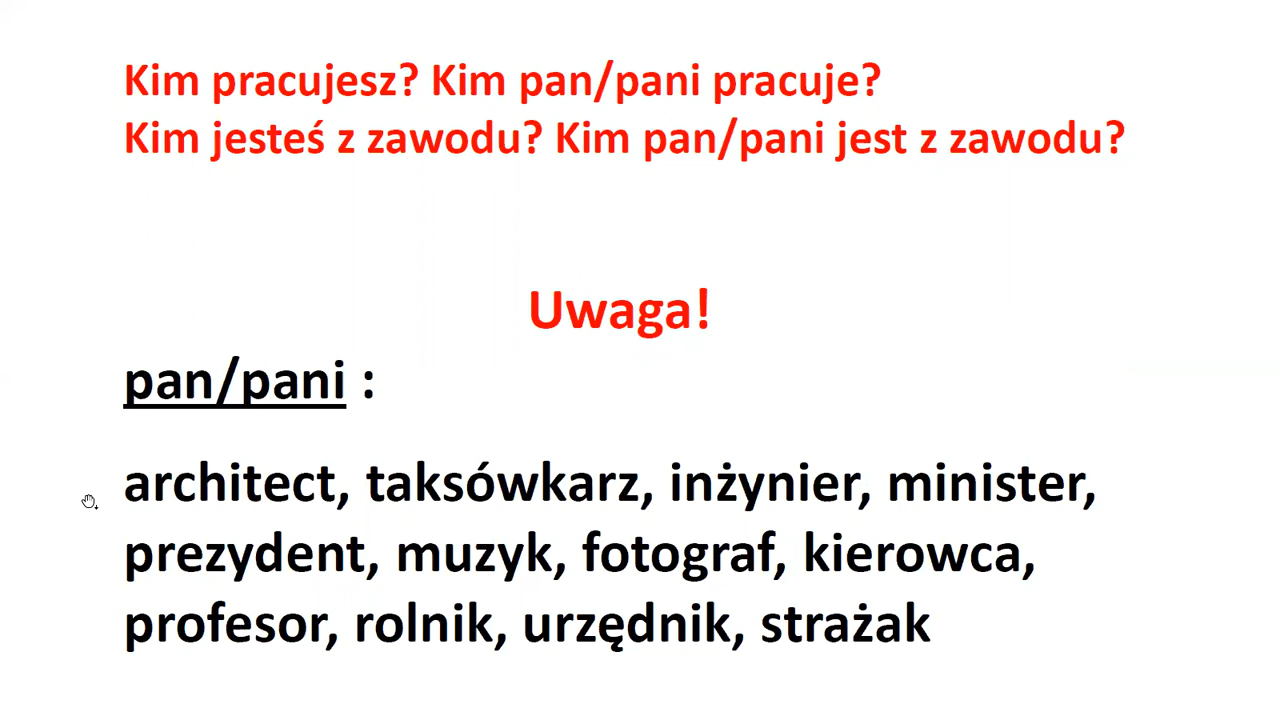 Kim pracujesz? Kim pan/pani pracuje?
Kim jesteś z zawodu? Kim pan/pani jest z zawodu?
Uwaga!
pan/pani :
architect, taksówkarz, inżynier, minister,
prezydent, muzyk, fotograf, kierowca,
profesor, rolnik, urzędnik, strażak